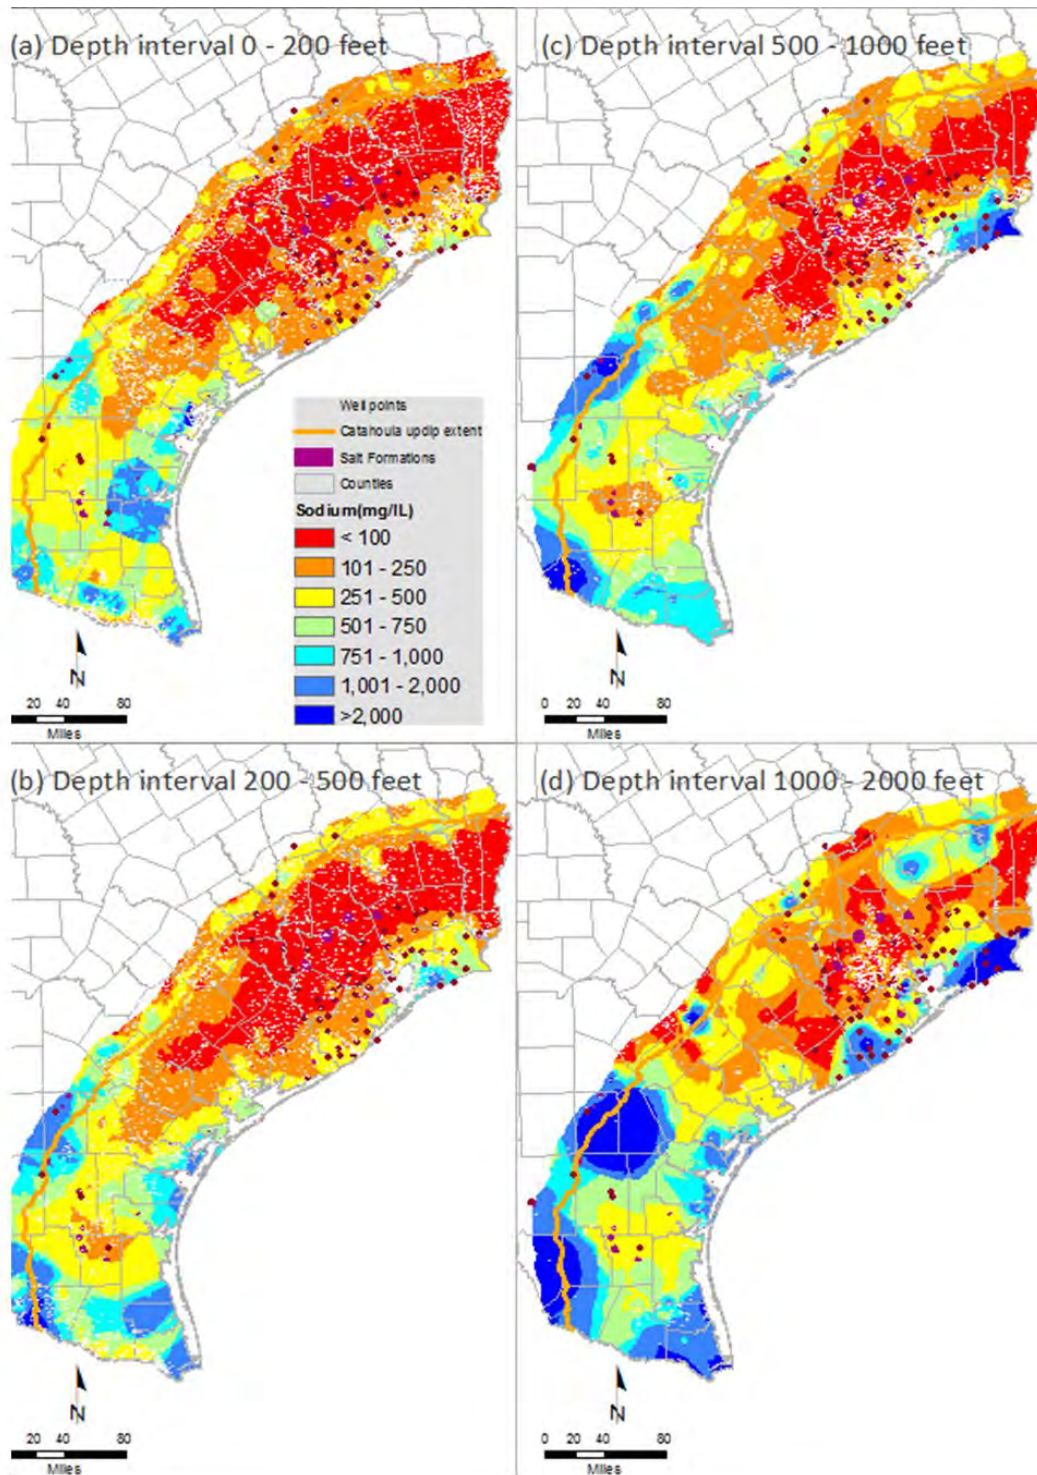 (a) Depth interval 0 - 200 feet
(c) Depth interval 500 - 1000 feet
Well points
Catahoula updip extent
Salt Formations
Counties
Sodium(mg/lL)
< 100
101 - 250
251 - 500
501 - 750
751 - 1,000
1,001 - 2,000
>2,000
N
20 40 80
Miles
N
0 20 40 80
Miles
(b) Depth interval 200 - 500 feet
(d) Depth interval 1000 - 2000 feet
N
20 40 80
Miles
N
0 20 40 80
Miles